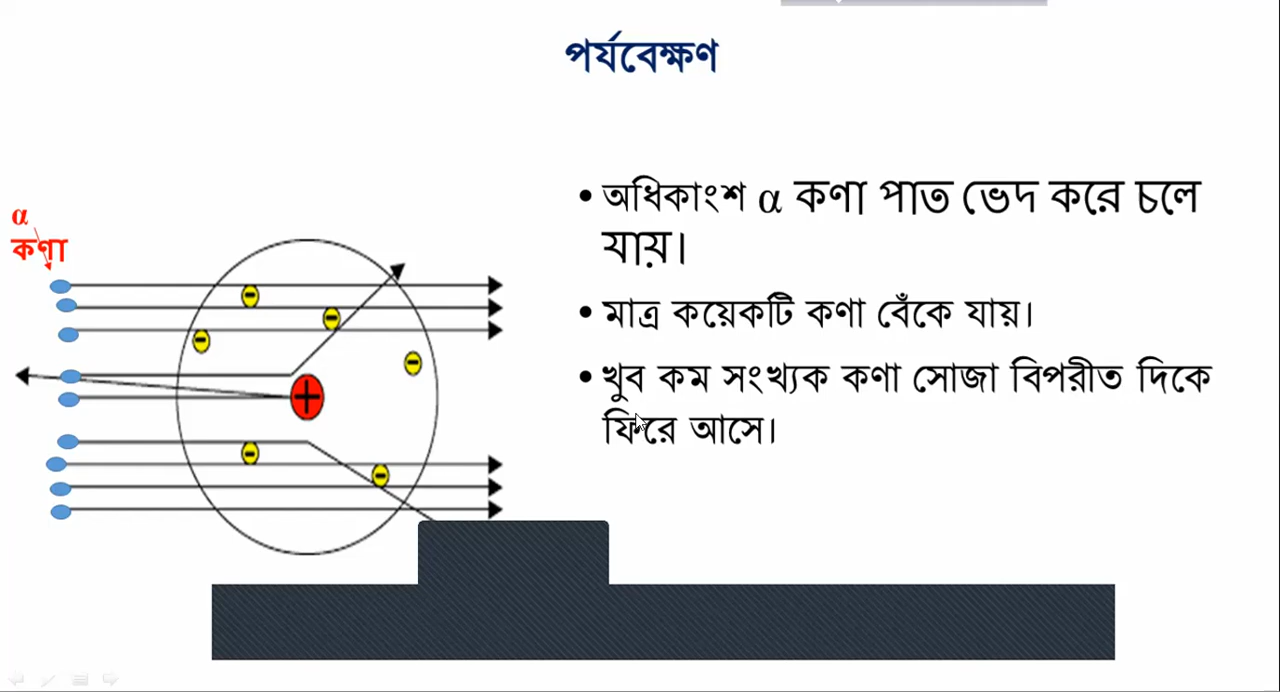 পর্যবেক্ষণ
α
কণা
• অধিকাংশ α কণা পাত ভেদ করে চলে
যায়।
• মাত্র কয়েকটি কণা বেঁকে যায়।
• খুব কম সংখ্যক কণা সোজা বিপরীত দিকে
ফিরে আসে।